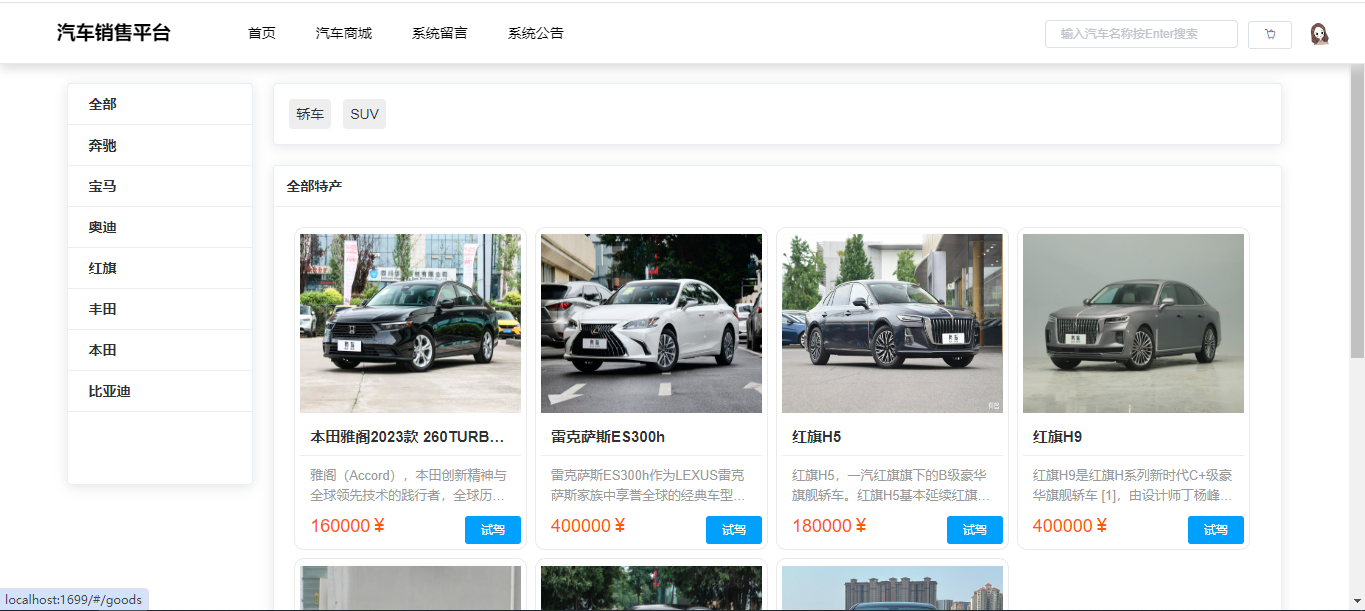 汽车销售平台
首页
汽车商城
系统留言
系统公告
输入汽车名称按Enter搜索
全部
奔驰
宝马
奥迪
红旗
丰田
本田
比亚迪
轿车
SUV
全部特产
本田雅阁2023款 260TURB…
雅阁（Accord），本田创新精神与
全球领先技术的践行者，全球历…
160000￥
试驾
雷克萨斯ES300h
雷克萨斯ES300h作为LEXUS雷克
萨斯家族中享誉全球的经典车型…
400000￥
试驾
红旗H5
红旗H5，一汽红旗旗下的B级豪华
旗舰轿车。红旗H5基本延续红旗…
180000￥
试驾
红旗H9
红旗H9是红旗H系列新时代C+级豪
华旗舰轿车 [1]，由设计师丁杨峰…
400000￥
试驾
localhost:1699/#/goods